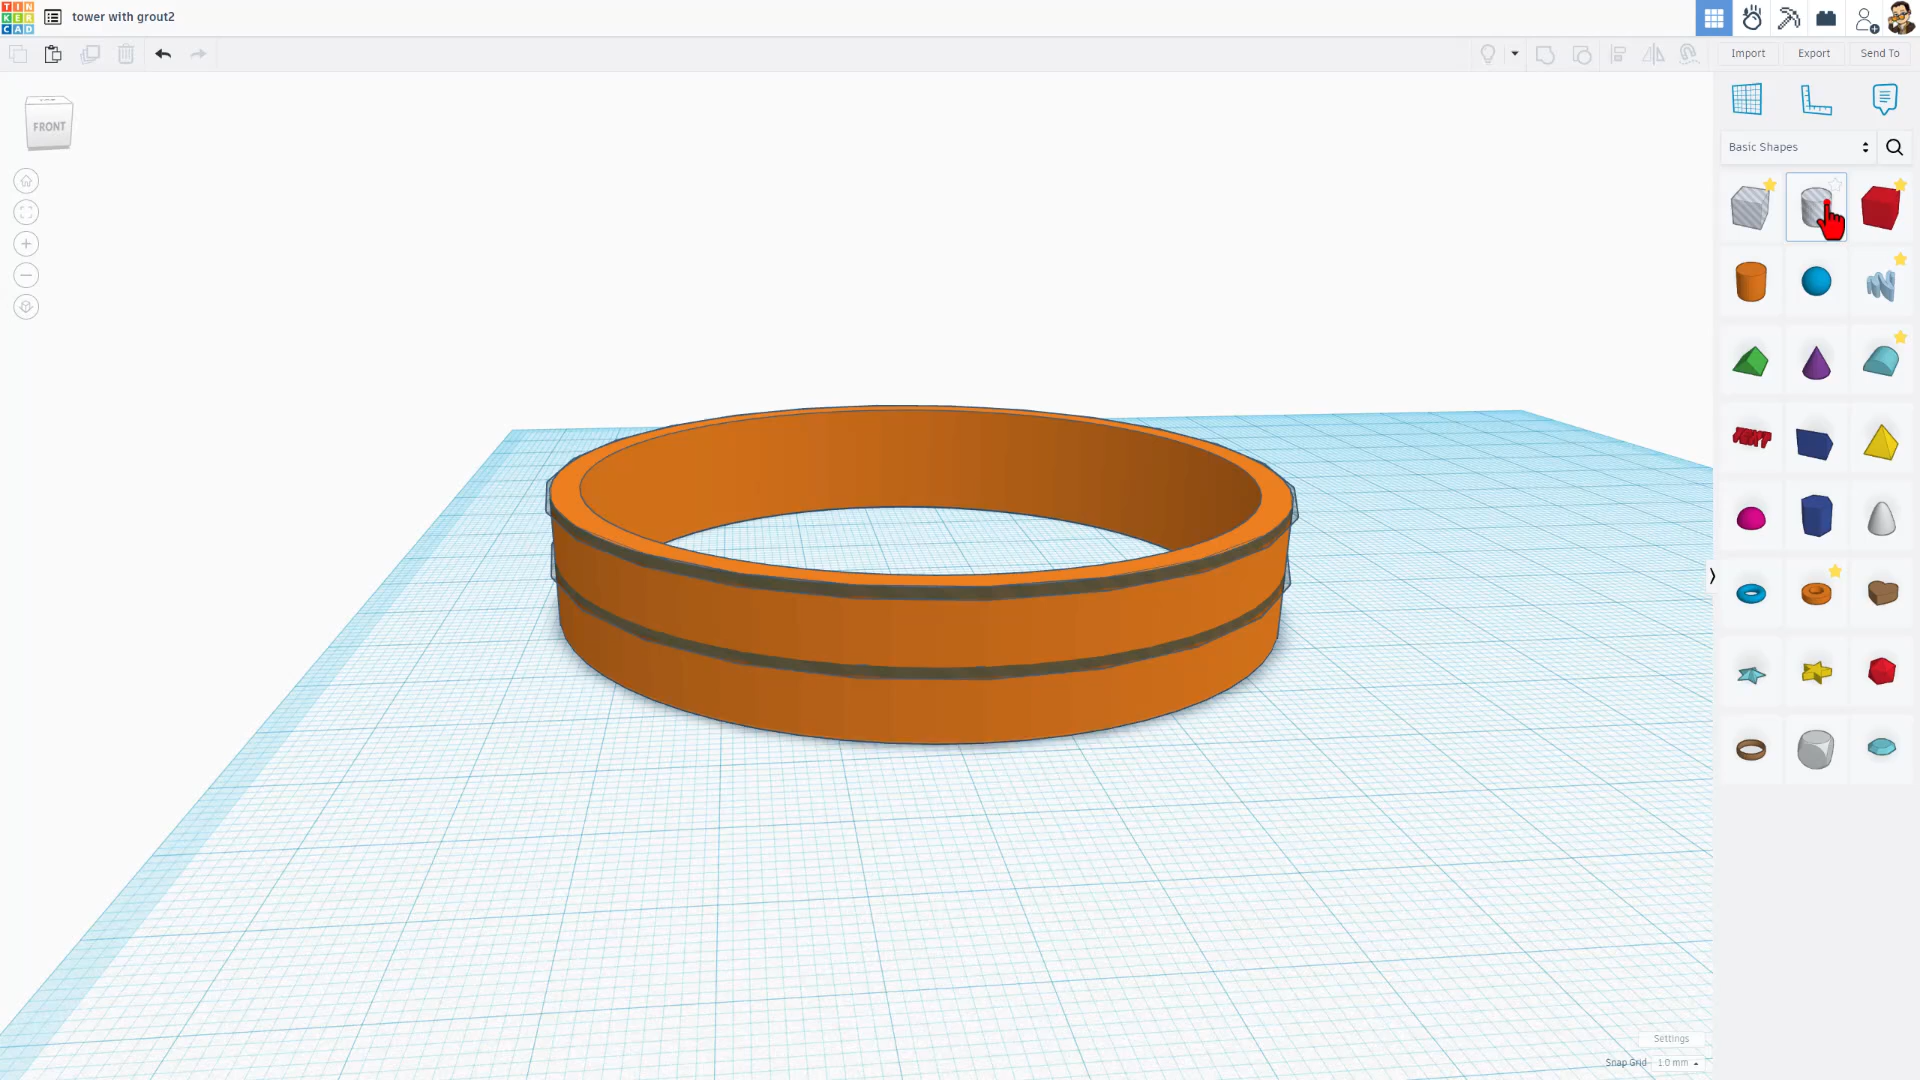 TIN
KER
CAD
tower with grout2
Import
Export
Send To
FRONT
Basic Shapes
TEXT
Settings
Snap Grid 1.0 mm